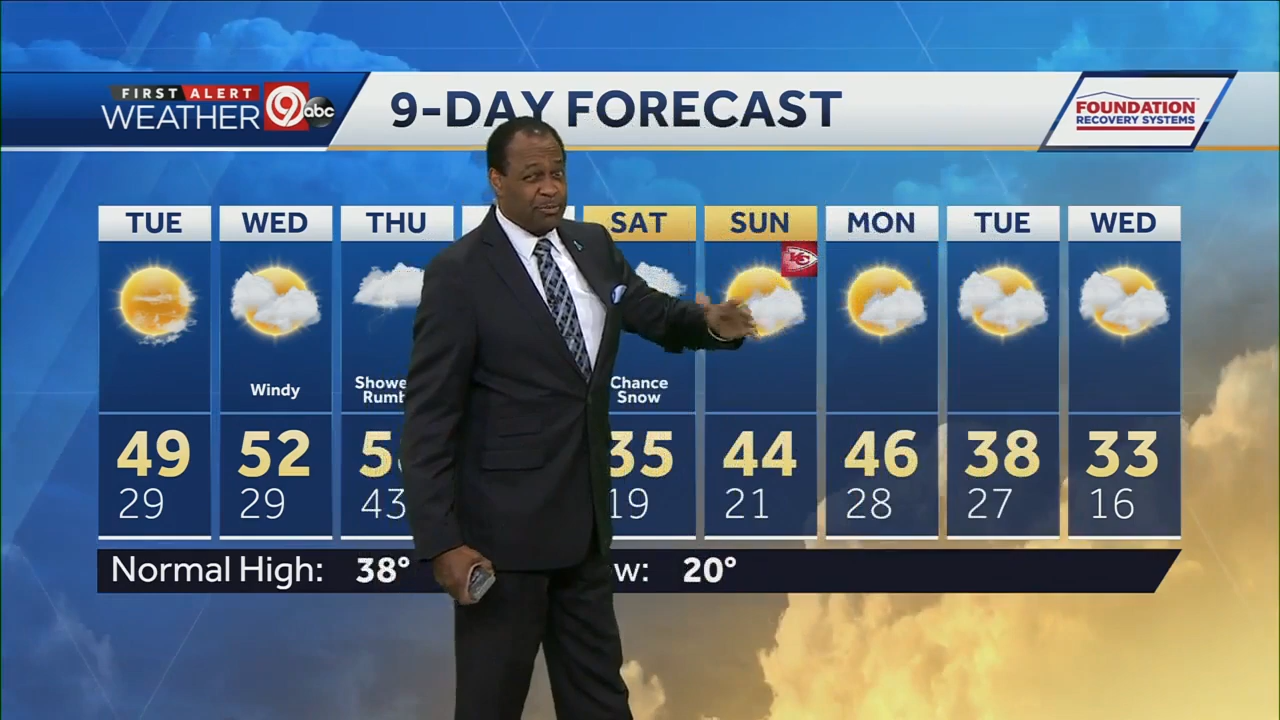 FIRST ALERT
WEATHER 9 abc
9-DAY FORECAST
FOUNDATION
RECOVERY SYSTEMS
TUE WED THU SAT SUN MON TUE WED
KC
Windy
Chance
Snow
49 52 35 44 46 38 33
29 29 43 19 21 28 27 16
Normal High: 38° 20°